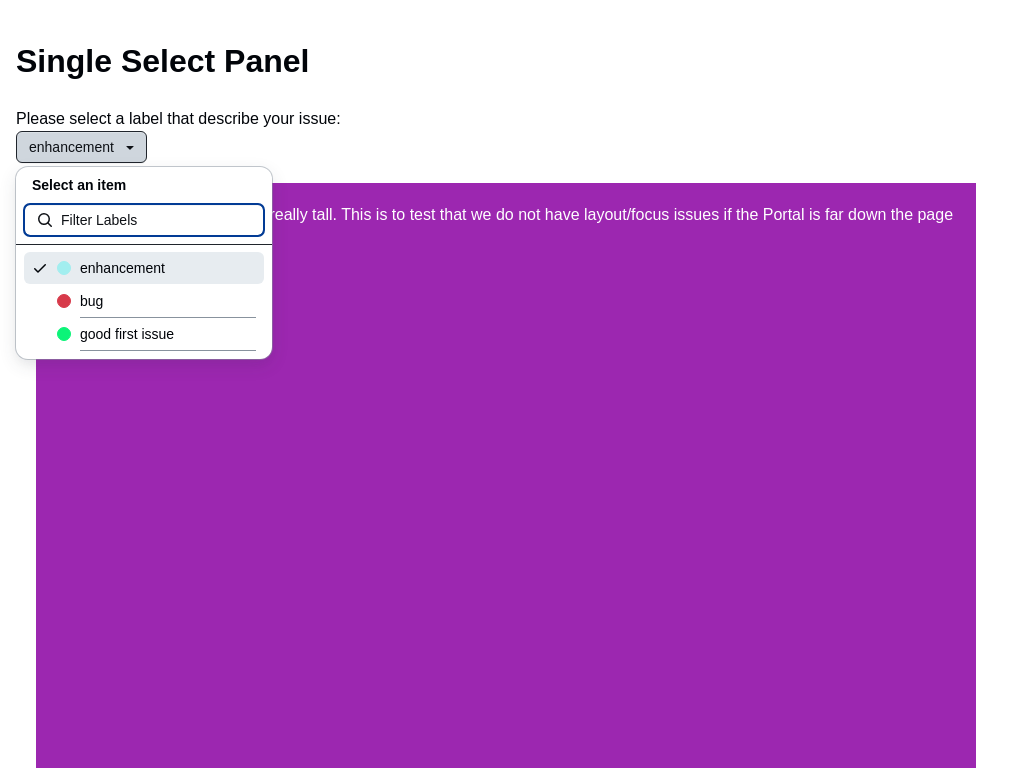 Single Select Panel
Please select a label that describe your issue:
enhancement
Select an item
really tall. This is to test that we do not have layout/focus issues if the Portal is far down the page
Filter Labels
enhancement
bug
good first issue